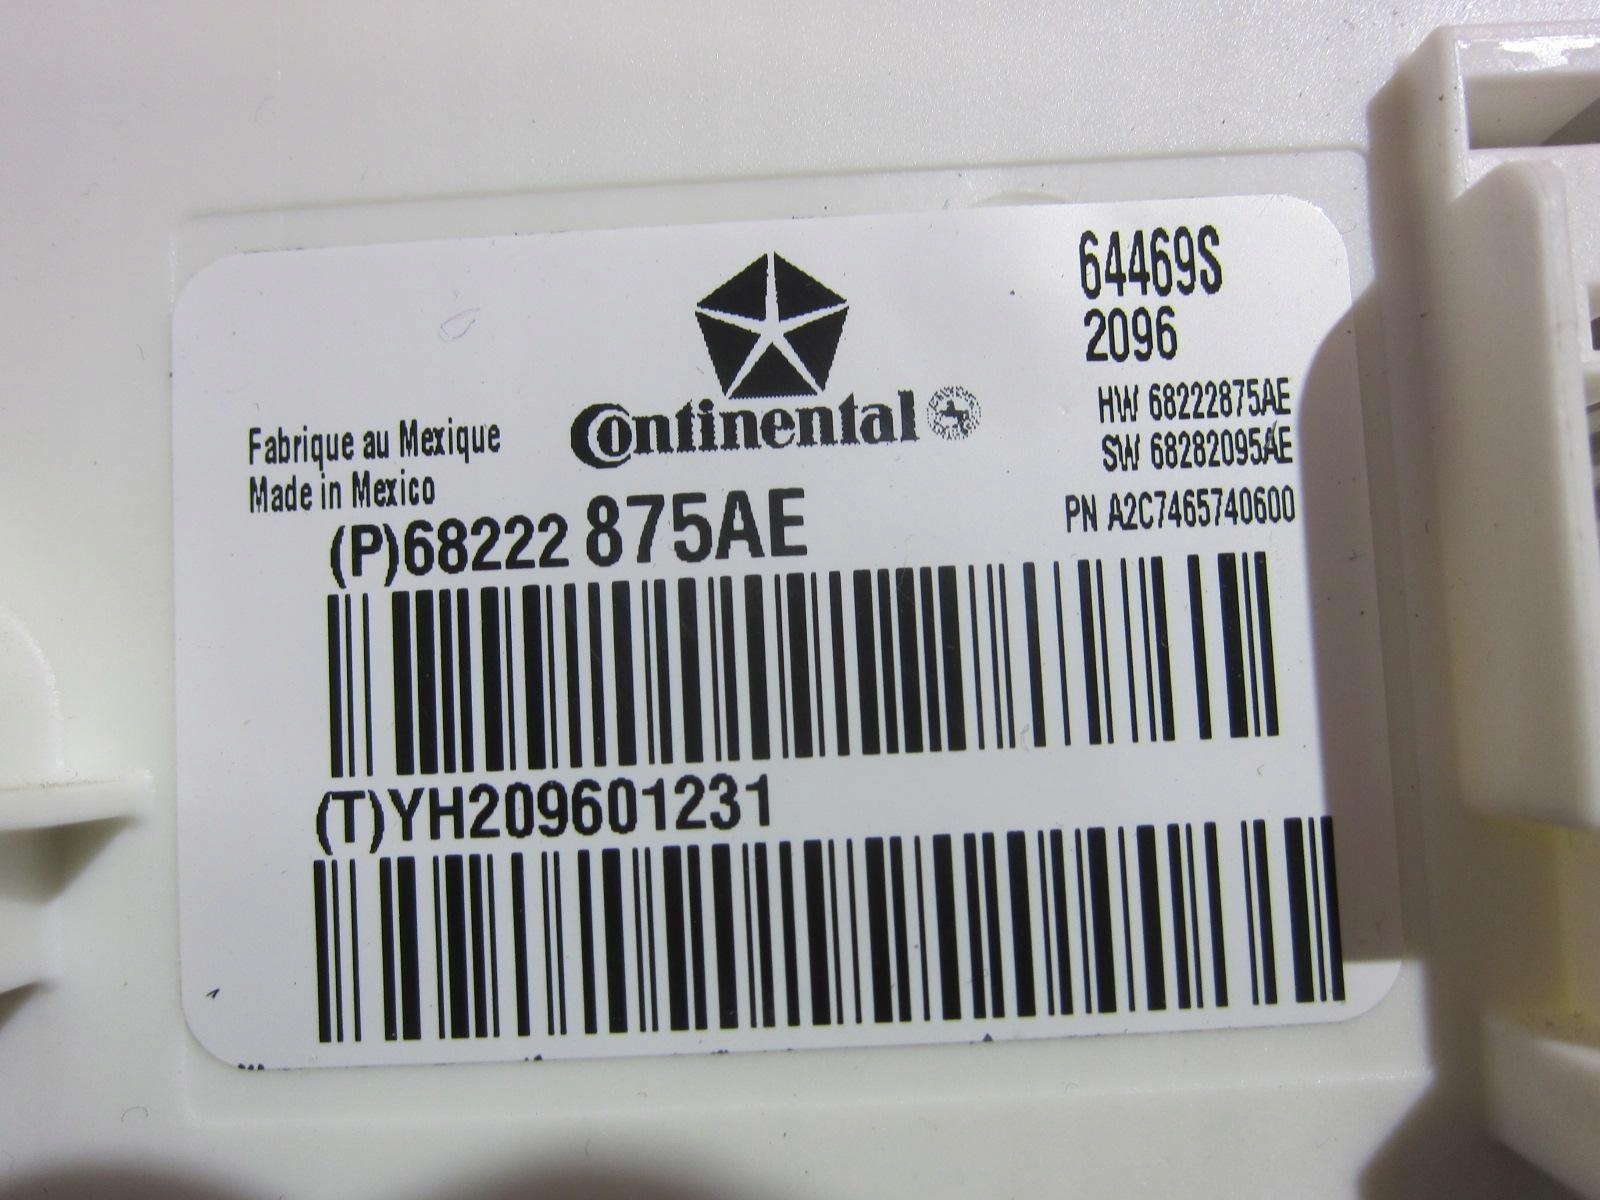 64469S
2096
Continental
HW 68222875AE
SW 68282095AE
PN A2C7465740600
Fabrique au Mexique
Made in Mexico
(P)68222 875AE
(T)YH209601231